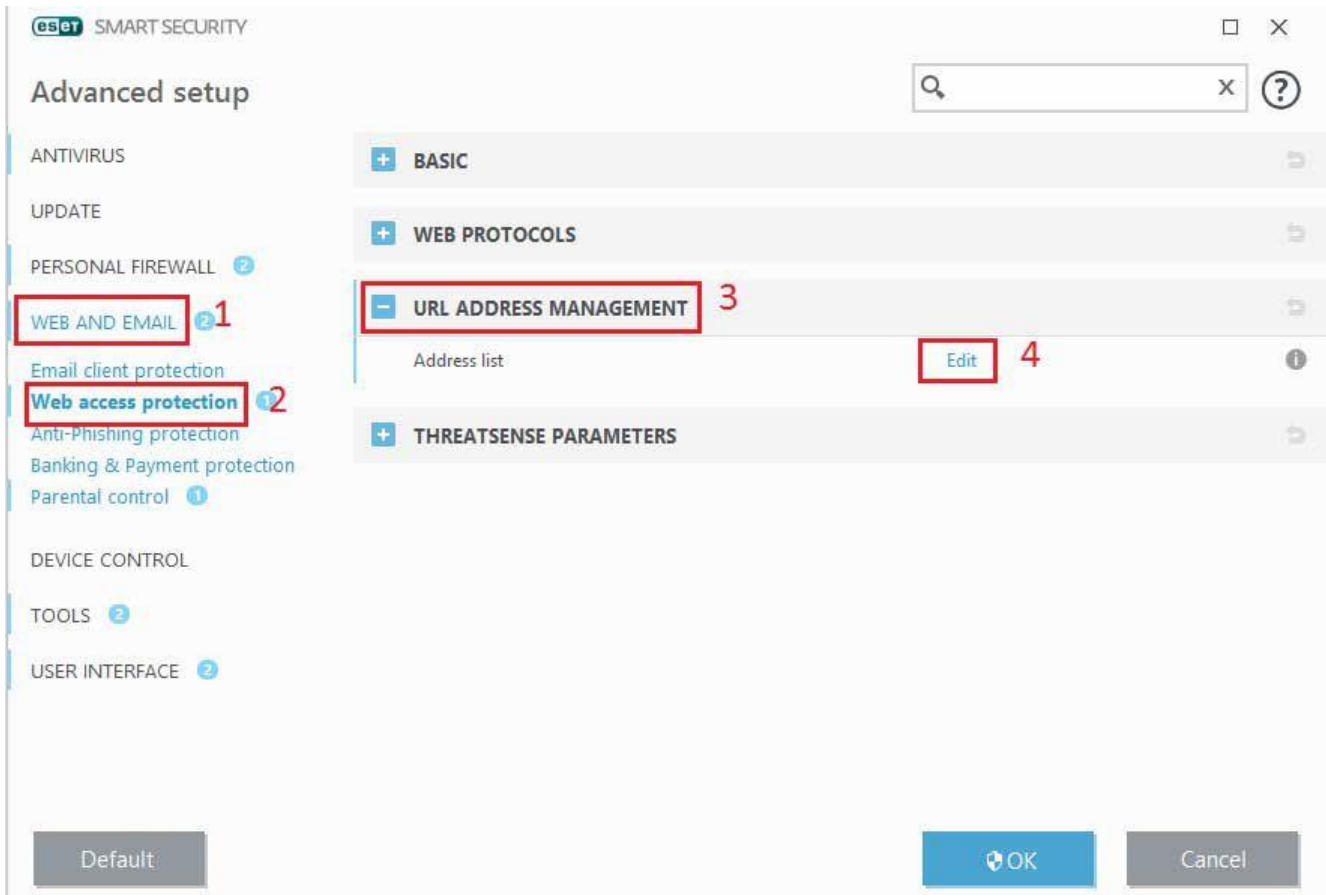 eset SMART SECURITY
Advanced setup
ANTIVIRUS
UPDATE
PERSONAL FIREWALL 2
WEB AND EMAIL 2 1
Email client protection
Web access protection 1 2
Anti-Phishing protection
Banking & Payment protection
Parental control 1
DEVICE CONTROL
TOOLS 2
USER INTERFACE 2
BASIC
WEB PROTOCOLS
URL ADDRESS MANAGEMENT 3
Address list Edit 4
THREATSENSE PARAMETERS
Default OK Cancel